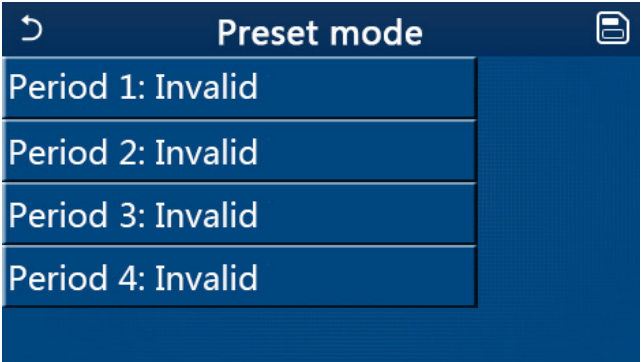 Preset mode
Period 1: Invalid
Period 2: Invalid
Period 3: Invalid
Period 4: Invalid